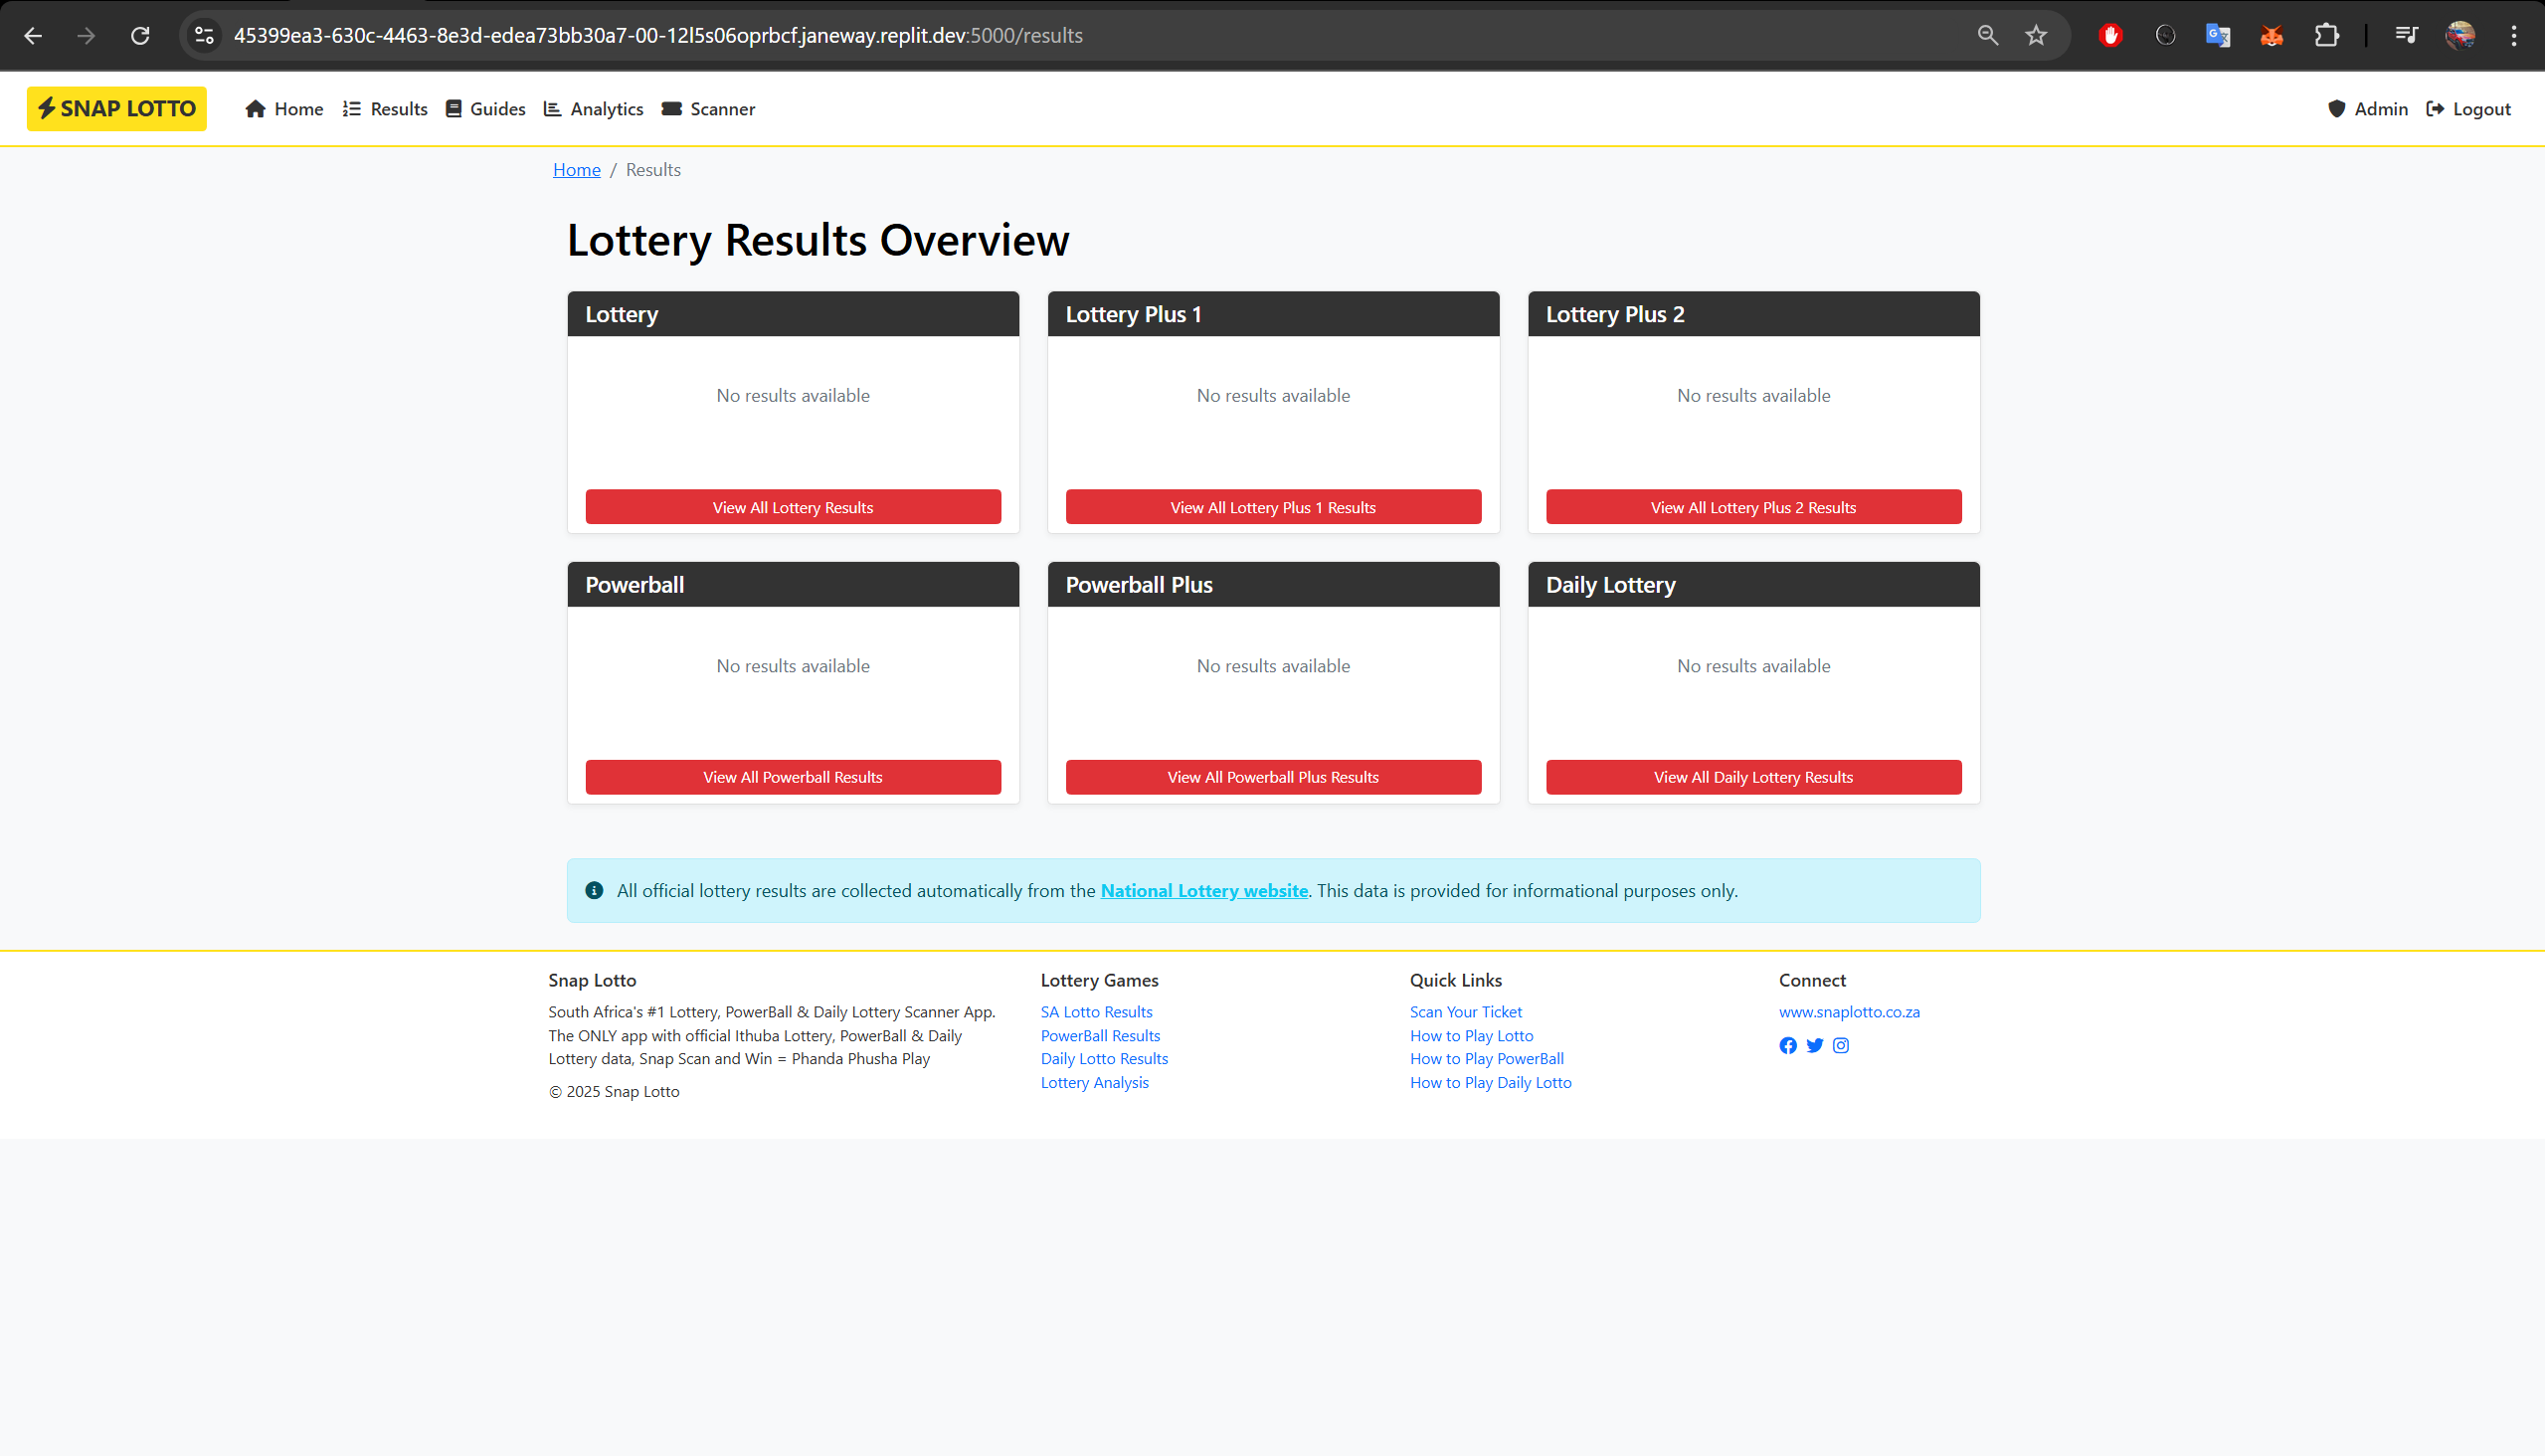 45399ea3-630c-4463-8e3d-edea73bb30a7-00-12l5s06oprbcf.janeway.replit.dev:5000/results
SNAP LOTTO
Home
Results
Guides
Analytics
Scanner
Admin
Logout
Home / Results
Lottery Results Overview
Lottery
No results available
View All Lottery Results
Lottery Plus 1
No results available
View All Lottery Plus 1 Results
Lottery Plus 2
No results available
View All Lottery Plus 2 Results
Powerball
No results available
View All Powerball Results
Powerball Plus
No results available
View All Powerball Plus Results
Daily Lottery
No results available
View All Daily Lottery Results
All official lottery results are collected automatically from the National Lottery website. This data is provided for informational purposes only.
Snap Lotto
South Africa's #1 Lottery, PowerBall & Daily Lottery Scanner App.
The ONLY app with official Ithuba Lottery, PowerBall & Daily
Lottery data, Snap Scan and Win = Phanda Phusha Play
© 2025 Snap Lotto
Lottery Games
SA Lotto Results
PowerBall Results
Daily Lotto Results
Lottery Analysis
Quick Links
Scan Your Ticket
How to Play Lotto
How to Play PowerBall
How to Play Daily Lotto
Connect
www.snaplotto.co.za